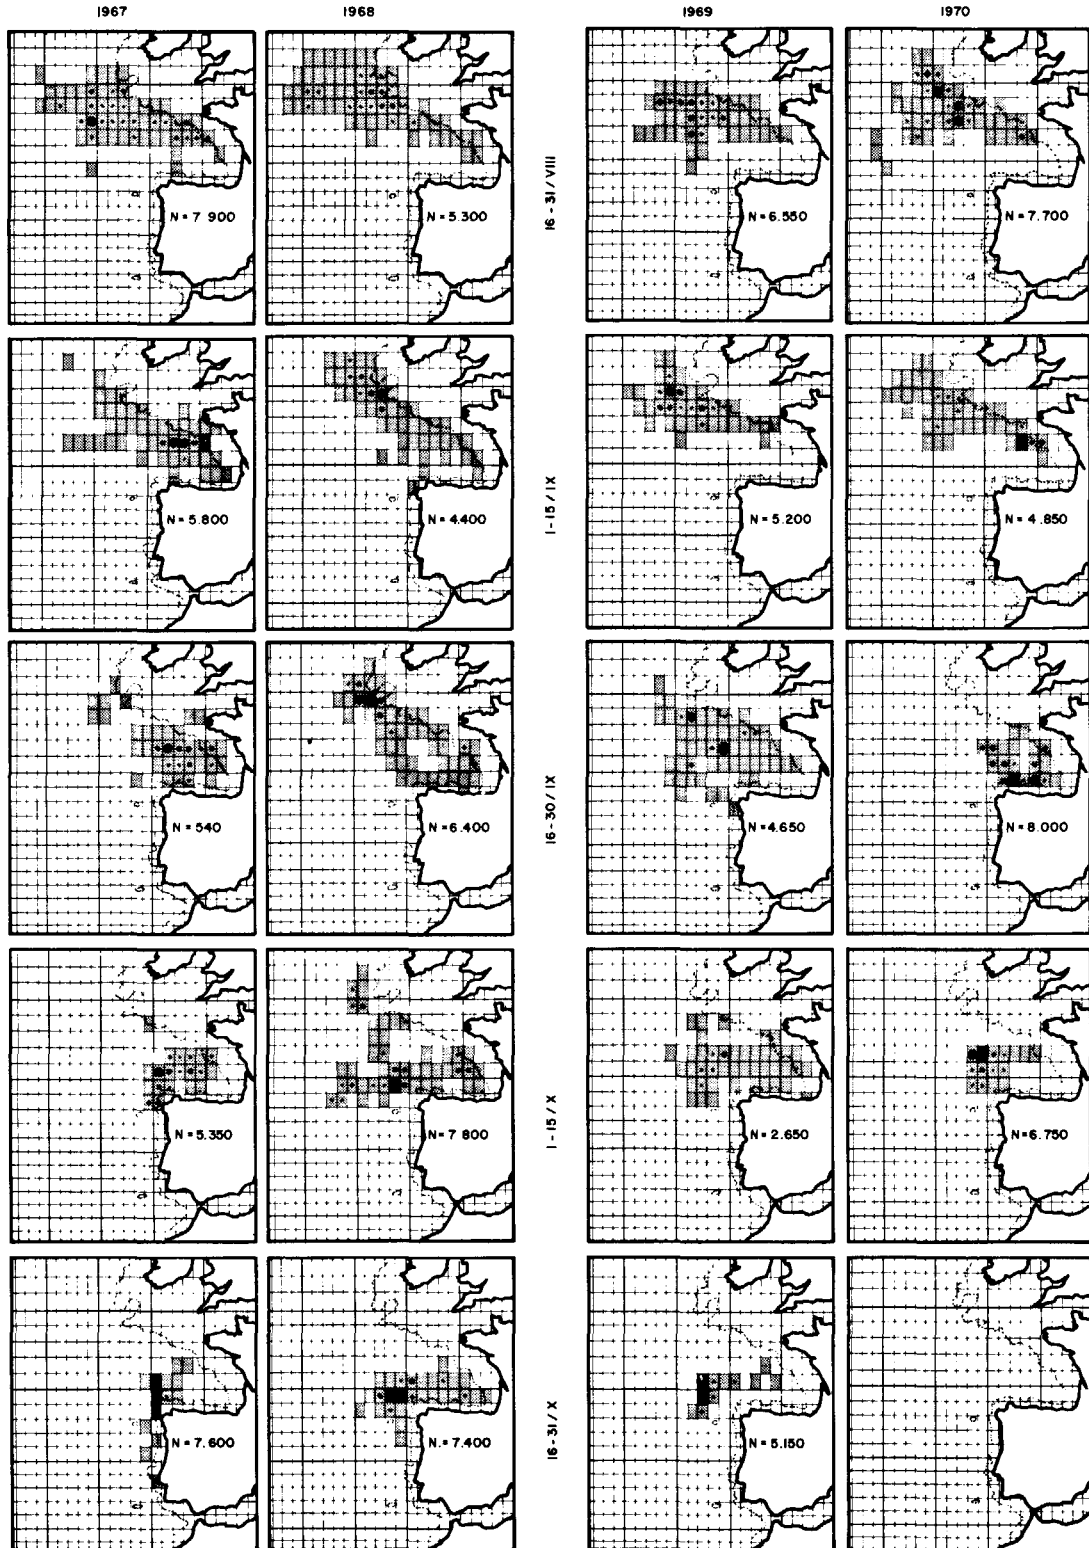 1967
1968
1969
1970
N = 7 900
N = 5.300
16-31/VIII
N = 6.550
N = 7.700
N = 5.800
N = 4.400
1-15/IX
N = 5.200
N = 4.850
N = 540
N = 6.400
16-30/IX
N = 4.650
N = 8.000
N = 5.350
N = 7 800
1-15/X
N = 2.650
N = 6.750
N = 7.600
N = 7.400
16-31/X
N = 5.150